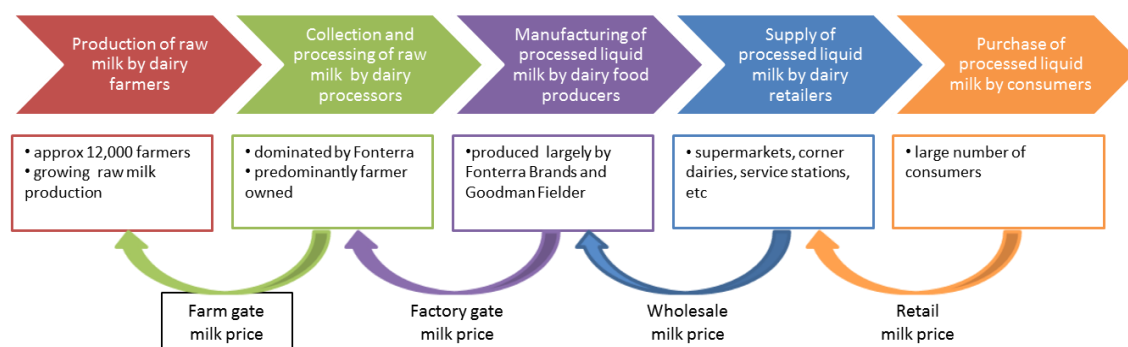 Production of raw
milk by dairy
farmers
Collection and
processing of raw
milk by dairy
processors
Manufacturing of
processed liquid
milk by dairy food
producers
Supply of
processed liquid
milk by dairy
retailers
Purchase of
processed liquid
milk by consumers
• approx 12,000 farmers
• growing raw milk
production
• dominated by Fonterra
• predominantly farmer
owned
•produced largely by
Fonterra Brands and
Goodman Fielder
• supermarkets, corner
dairies, service stations,
etc
• large number of
consumers
Farm gate
milk price
Factory gate
milk price
Wholesale
milk price
Retail
milk price